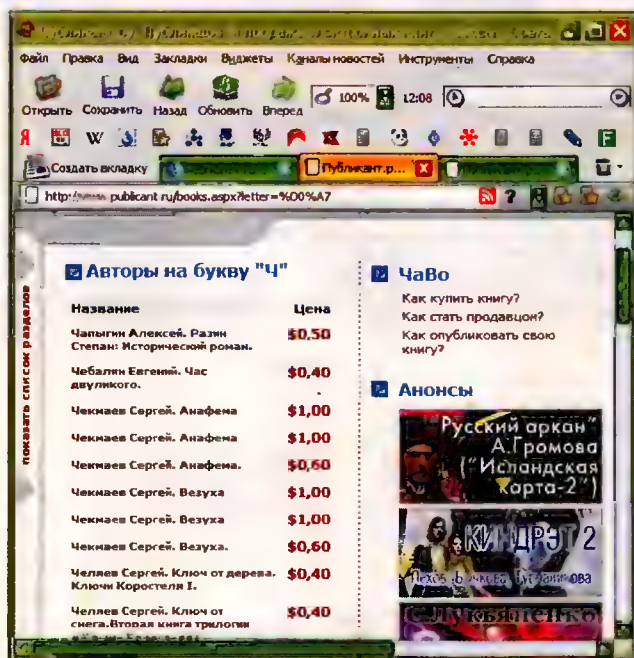 Файл Правка Вид Закладки Виджеты Каналы новостей Инструменты Справка
Открыть Сохранить Назад Обновить Вперед 100% 12:08
Создать вкладку Публикант.р...
publicant.ru/books.aspx?letter=%D0%A7
показать список разделов
Авторы на букву "Ч"
Название Цена
Чапыгин Алексей. Разин $0,50
Степан: Исторический роман.
Чебалин Евгений. Час $0,40
двуликого.
Чекмаев Сергей. Анафема $1,00
Чекмаев Сергей. Анафема $1,00
Чекмаев Сергей. Анафема. $0,60
Чекмаев Сергей. Везуха $1,00
Чекмаев Сергей. Везуха $1,00
Чекмаев Сергей. Везуха. $0,60
Челяев Сергей. Ключ от дерева. $0,40
Ключи Коростеля I.
Челяев Сергей. Ключ от $0,40
снега.Вторая книга трилогии
ЧаВо
Как купить книгу?
Как стать продавцом?
Как опубликовать свою
книгу?
Анонсы
Русский аркан"
А.Громова
("Исландская
карта-2")
КИНДРЭТ 2
С.Лукьяненко